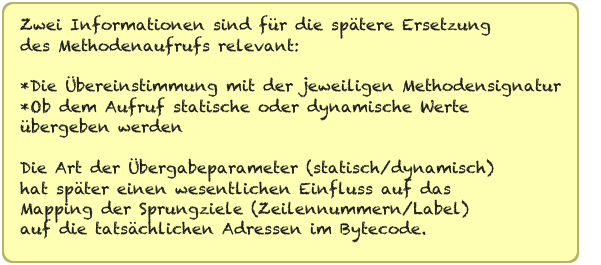 Zwei Informationen sind für die spätere Ersetzung
des Methodenaufrufs relevant:
*Die Übereinstimmung mit der jeweiligen Methodensignatur
*Ob dem Aufruf statische oder dynamische Werte
übergeben werden
Die Art der Übergabeparameter (statisch/dynamisch)
hat später einen wesentlichen Einfluss auf das
Mapping der Sprungziele (Zeilennummern/Label)
auf die tatsächlichen Adressen im Bytecode.